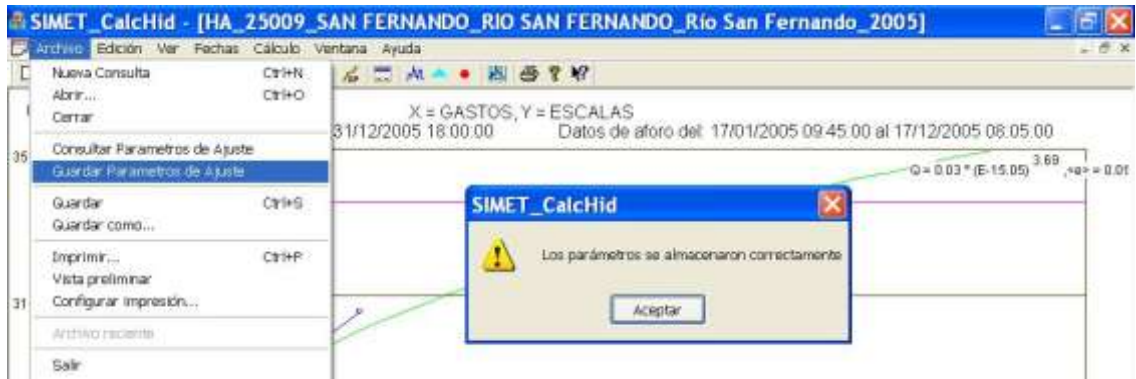 SIMET_CalcHid - [HA_25009_SAN FERNANDO_RIO SAN FERNANDO_Río San Fernando_2005]
Archivo Edición Ver Fechas Cálculo Ventana Ayuda
Nueva Consulta Ctrl+N
Abrir... Ctrl+O
Cerrar
Consultar Parametros de Ajuste
Guardar Parametros de Ajuste
Guardar Ctrl+S
Guardar como...
Imprimir... Ctrl+P
Vista preliminar
Configurar impresión...
Archivo reciente
Salir
X = GASTOS, Y = ESCALAS
31/12/2005 18:00:00 Datos de aforo del: 17/01/2005 09:45:00 al 17/12/2005 08:05:00
35
Q = 0.03 * (E-15.05) 3.69 ,<e> = 0.01
31
SIMET_CalcHid
Los parámetros se almacenaron correctamente
Aceptar